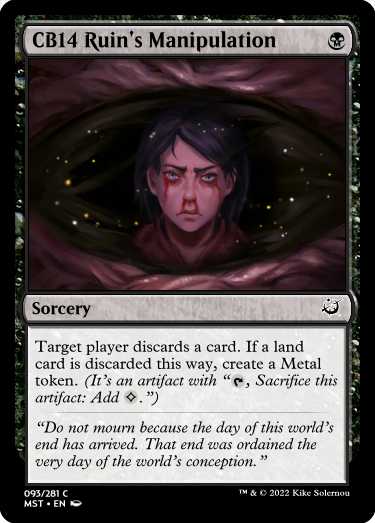 CB14 Ruin's Manipulation
Sorcery
Target player discards a card. If a land
card is discarded this way, create a Metal
token. (It's an artifact with “, Sacrifice this
artifact: Add .”)
“Do not mourn because the day of this world's
end has arrived. That end was ordained the
very day of the world's conception.”
093/281 C
MST • EN
™ & © 2022 Kike Solernou